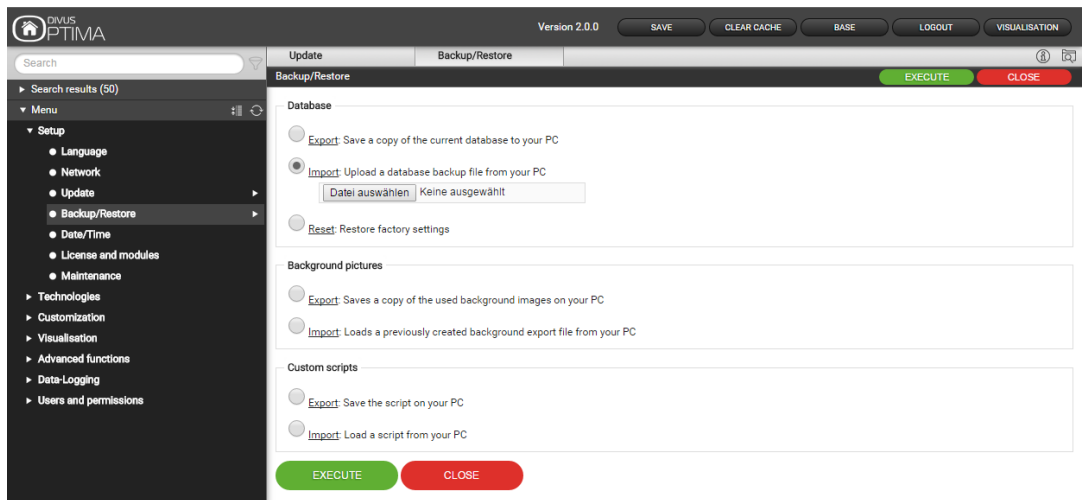 DIVUS
OPTIMA
Version 2.0.0
SAVE
CLEAR CACHE
BASE
LOGOUT
VISUALISATION
Search
Update
Backup/Restore
Backup/Restore
EXECUTE
CLOSE
Search results (50)
Menu
Setup
Language
Network
Update
Backup/Restore
Date/Time
License and modules
Maintenance
Technologies
Customization
Visualisation
Advanced functions
Data-Logging
Users and permissions
Database
Export: Save a copy of the current database to your PC
Import: Upload a database backup file from your PC
Datei auswählen Keine ausgewählt
Reset: Restore factory settings
Background pictures
Export: Saves a copy of the used background images on your PC
Import: Loads a previously created background export file from your PC
Custom scripts
Export: Save the script on your PC
Import: Load a script from your PC
EXECUTE
CLOSE